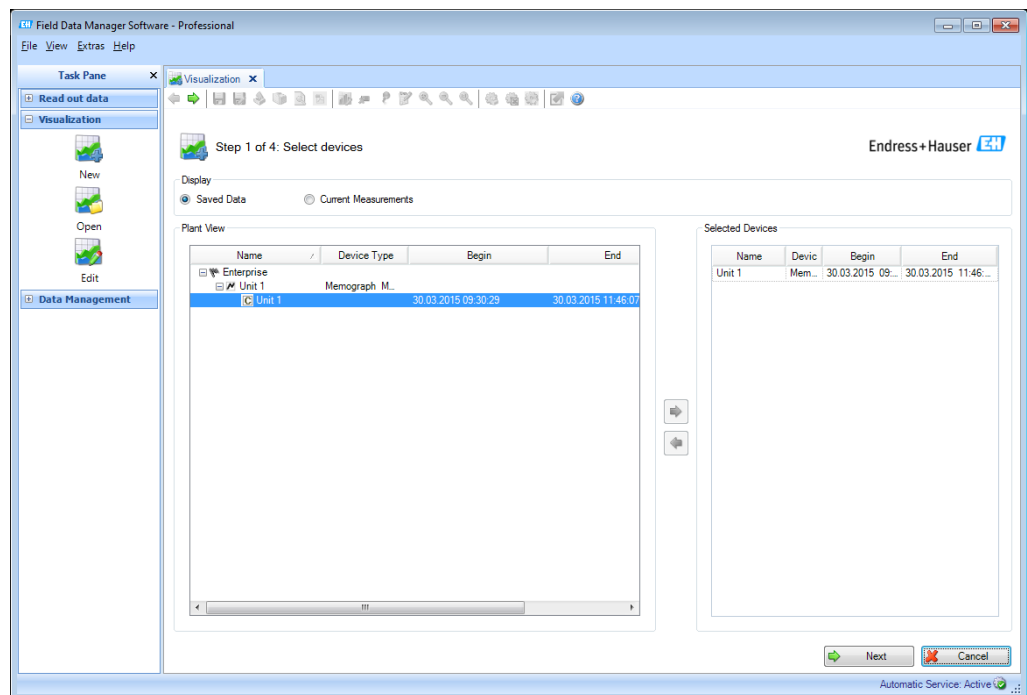 Field Data Manager Software - Professional
File View Extras Help
Task Pane
Visualization
Read out data
Visualization
New
Open
Edit
Data Management
Step 1 of 4: Select devices
Endress+Hauser EH
Display
Saved Data Current Measurements
Plant View
Name Device Type Begin End
Enterprise
Unit 1 Memograph M...
C Unit 1 30.03.2015 09:30:29 30.03.2015 11:46:07
Selected Devices
Name Devic Begin End
Unit 1 Mem... 30.03.2015 09:... 30.03.2015 11:46:...
Next Cancel
Automatic Service: Active